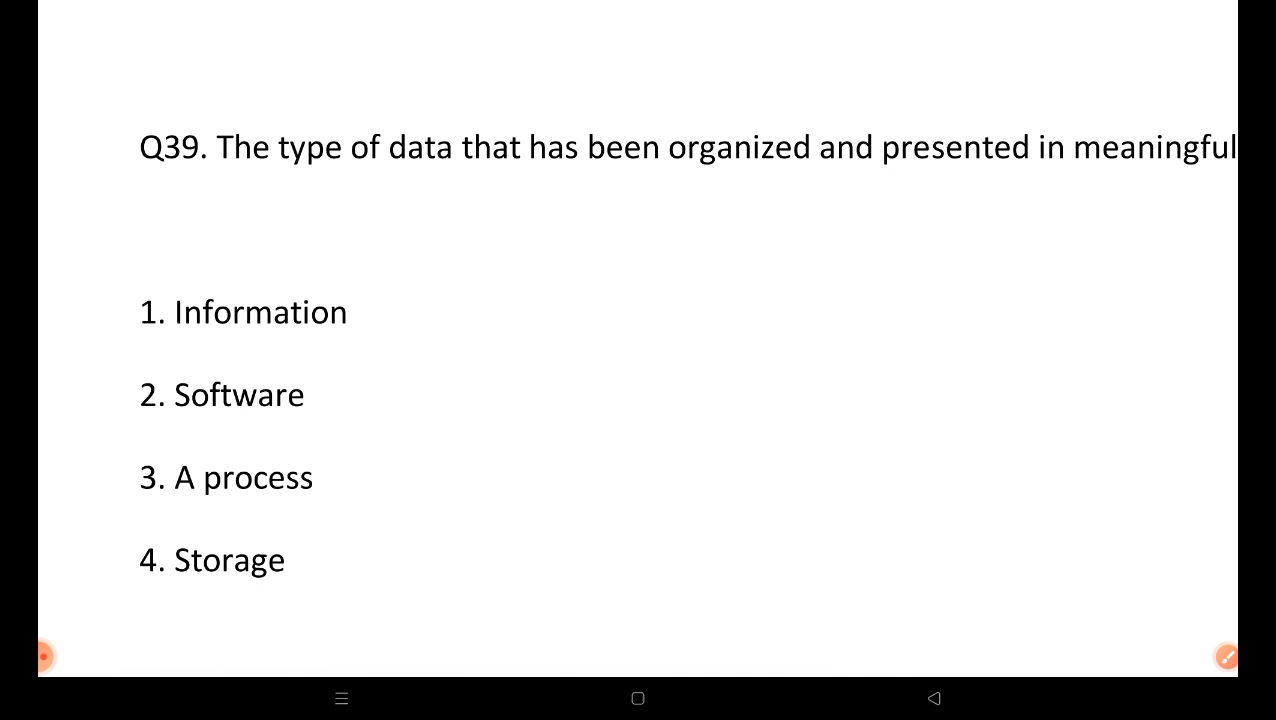 Q39. The type of data that has been organized and presented in meaningful
1. Information
2. Software
3. A process
4. Storage